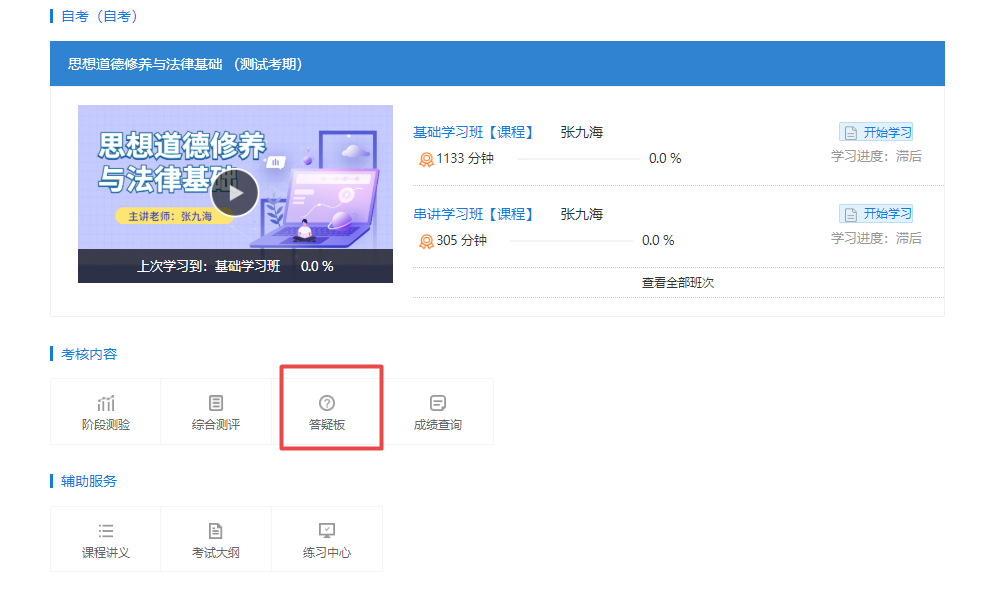 自考（自考）
思想道德修养与法律基础 （测试考期）
思想道德修养
与法律基础
主讲老师：张九海
上次学习到：基础学习班 0.0 %
基础学习班【课程】 张九海 开始学习
1133 分钟 0.0 % 学习进度：滞后
串讲学习班【课程】 张九海 开始学习
305 分钟 0.0 % 学习进度：滞后
查看全部班次
考核内容
阶段测验 综合测评 答疑板 成绩查询
辅助服务
课程讲义 考试大纲 练习中心